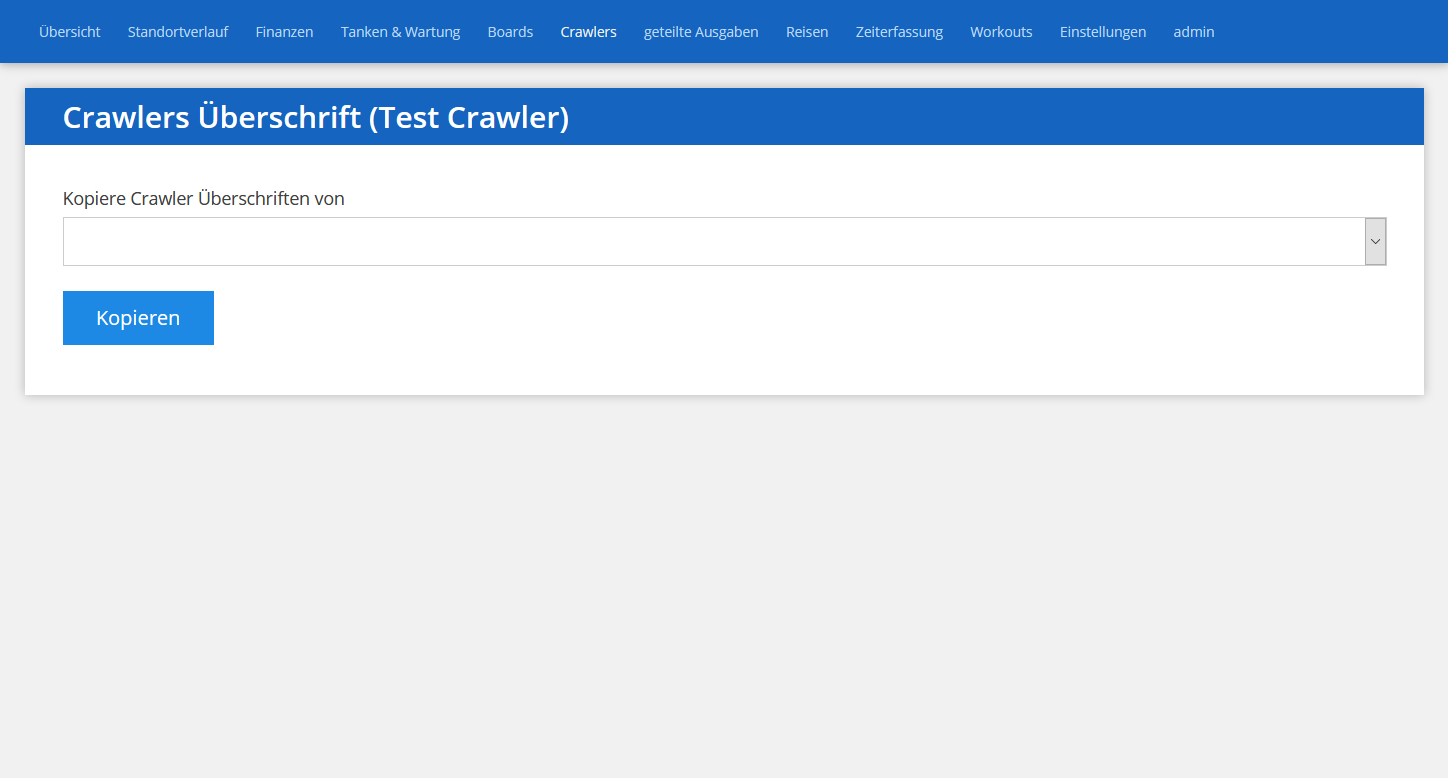 Übersicht Standortverlauf Finanzen Tanken & Wartung Boards Crawlers geteilte Ausgaben Reisen Zeiterfassung Workouts Einstellungen admin
Crawlers Überschrift (Test Crawler)
Kopiere Crawler Überschriften von
Kopieren